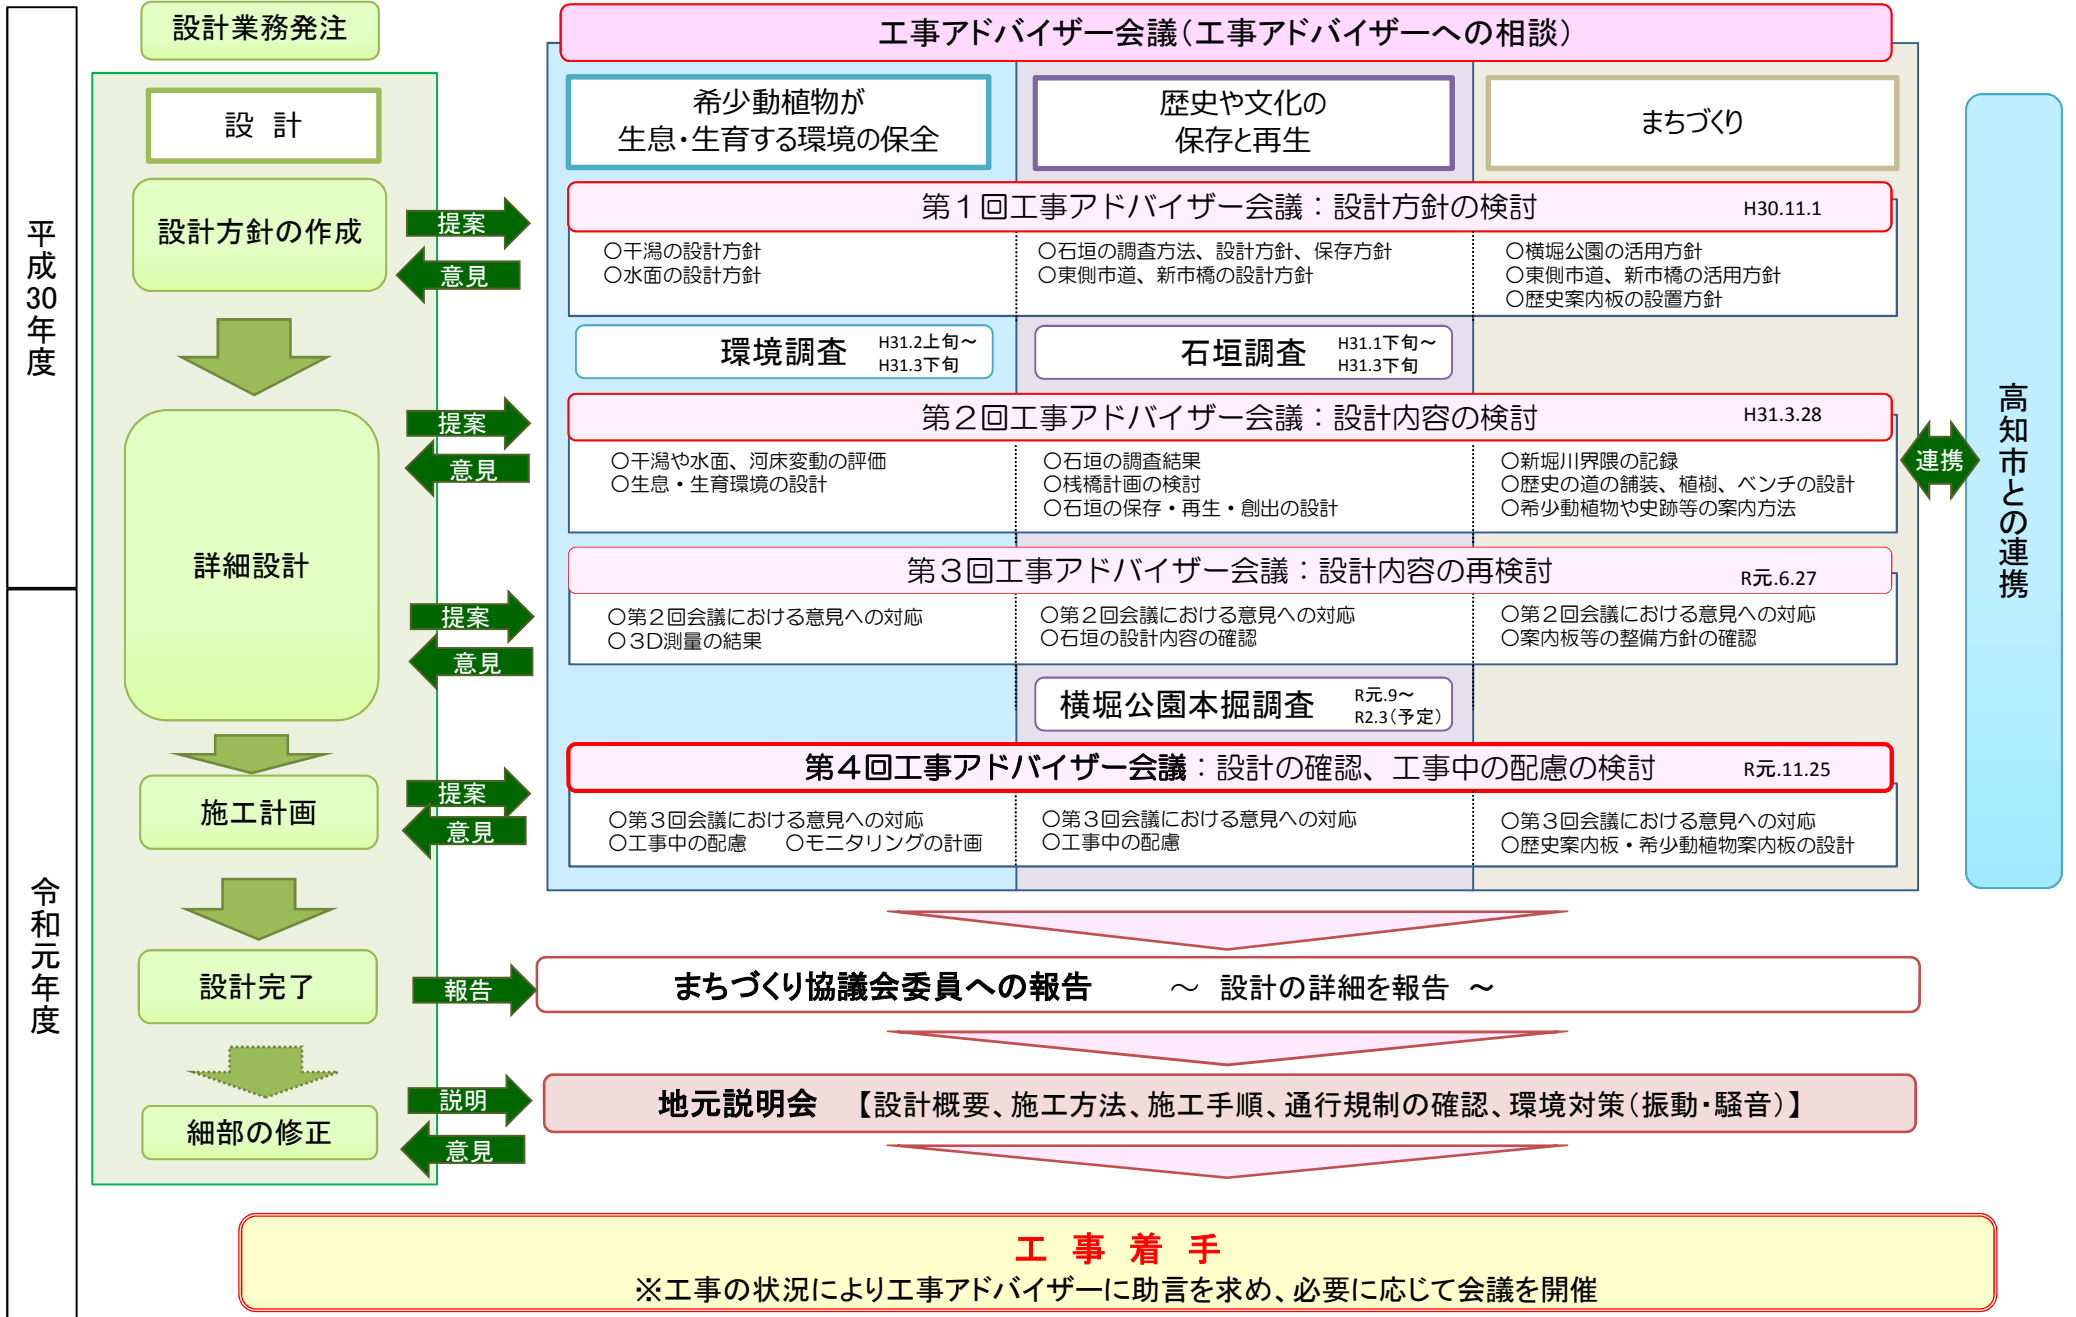 平成30年度
令和元年度
設計業務発注
設 計
設計方針の作成
詳細設計
施工計画
設計完了
細部の修正
工事アドバイザー会議(工事アドバイザーへの相談)
希少動植物が
生息・生育する環境の保全
歴史や文化の
保存と再生
まちづくり
提案
意見
第1回工事アドバイザー会議：設計方針の検討 H30.11.1
○干潟の設計方針
○水面の設計方針
○石垣の調査方法、設計方針、保存方針
○東側市道、新市橋の設計方針
○横堀公園の活用方針
○東側市道、新市橋の活用方針
○歴史案内板の設置方針
環境調査 H31.2上旬～
H31.3下旬
石垣調査 H31.1下旬～
H31.3下旬
提案
意見
第2回工事アドバイザー会議：設計内容の検討 H31.3.28
○干潟や水面、河床変動の評価
○生息・生育環境の設計
○石垣の調査結果
○桟橋計画の検討
○石垣の保存・再生・創出の設計
○新堀川界隈の記録
○歴史の道の舗装、植樹、ベンチの設計
○希少動植物や史跡等の案内方法
連携
高知市との連携
提案
意見
第3回工事アドバイザー会議：設計内容の再検討 R元.6.27
○第2回会議における意見への対応
○3D測量の結果
○第2回会議における意見への対応
○石垣の設計内容の確認
○第2回会議における意見への対応
○案内板等の整備方針の確認
横堀公園本掘調査 R元.9～
R2.3(予定)
提案
意見
第4回工事アドバイザー会議：設計の確認、工事中の配慮の検討 R元.11.25
○第3回会議における意見への対応
○工事中の配慮 ○モニタリングの計画
○第3回会議における意見への対応
○工事中の配慮
○第3回会議における意見への対応
○歴史案内板・希少動植物案内板の設計
報告
まちづくり協議会委員への報告 ～ 設計の詳細を報告 ～
説明
意見
地元説明会 【設計概要、施工方法、施工手順、通行規制の確認、環境対策(振動・騒音)】
工 事 着 手
※工事の状況により工事アドバイザーに助言を求め、必要に応じて会議を開催